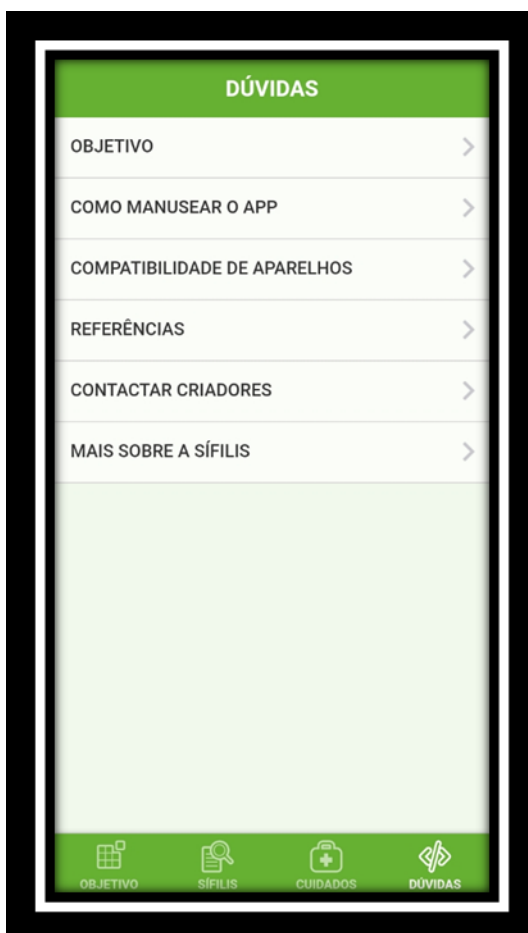 DÚVIDAS
OBJETIVO
COMO MANUSEAR O APP
COMPATIBILIDADE DE APARELHOS
REFERÊNCIAS
CONTACTAR CRIADORES
MAIS SOBRE A SÍFILIS
OBJETIVO SÍFILIS CUIDADOS DÚVIDAS